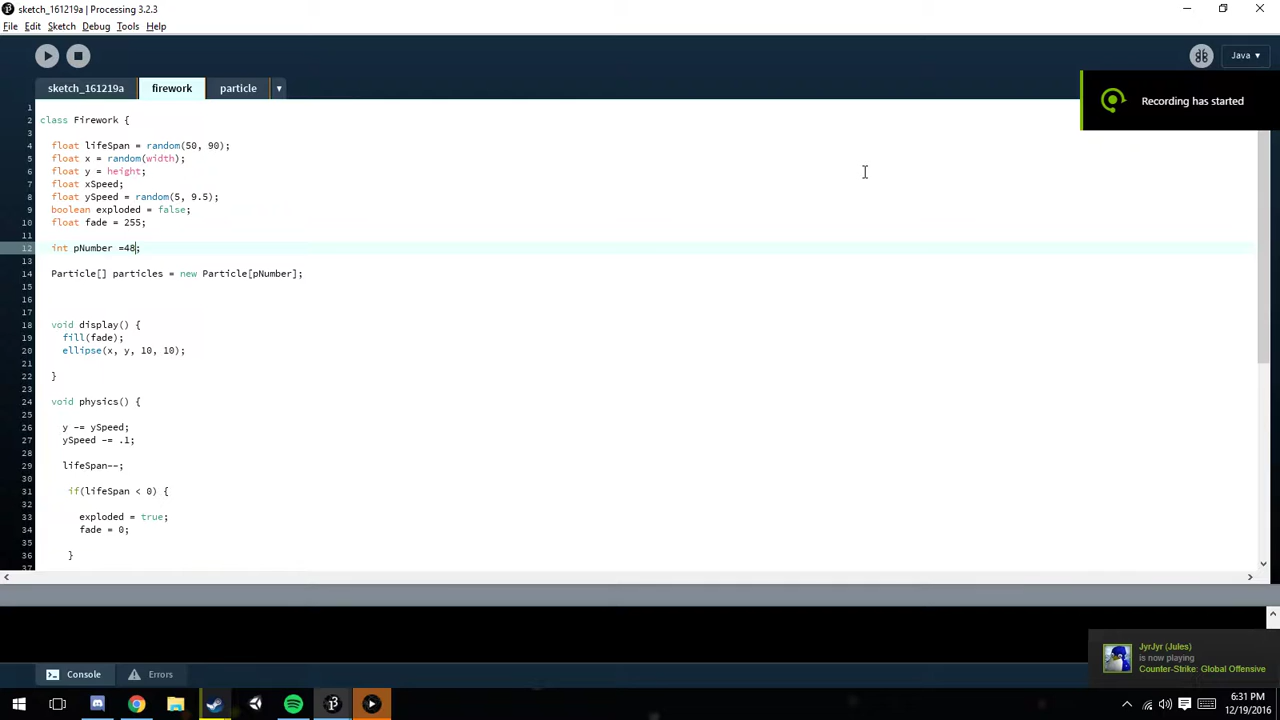 sketch_161219a | Processing 3.2.3
File Edit Sketch Debug Tools Help
Java
sketch_161219a firework particle
Recording has started
1
2 class Firework {
3
4 float lifeSpan = random(50, 90);
5 float x = random(width);
6 float y = height;
7 float xSpeed;
8 float ySpeed = random(5, 9.5);
9 boolean exploded = false;
10 float fade = 255;
11
12 int pNumber =48;
13
14 Particle[] particles = new Particle[pNumber];
15
16
17
18 void display() {
19 fill(fade);
20 ellipse(x, y, 10, 10);
21
22 }
23
24 void physics() {
25
26 y -= ySpeed;
27 ySpeed -= .1;
28
29 lifeSpan--;
30
31 if(lifeSpan < 0) {
32
33 exploded = true;
34 fade = 0;
35
36 }
37
JyrJyr (Jules)
is now playing
Counter-Strike: Global Offensive
Console Errors
6:31 PM
12/19/2016